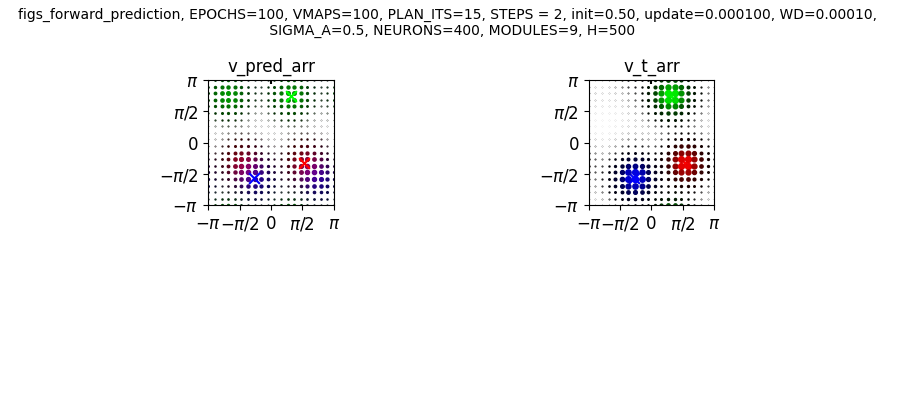 figs_forward_prediction, EPOCHS=100, VMAPS=100, PLAN_ITS=15, STEPS = 2, init=0.50, update=0.000100, WD=0.00010,
SIGMA_A=0.5, NEURONS=400, MODULES=9, H=500
v_pred_arr
π
π/2
0
−π/2
−π
−π −π/2 0 π/2 π
v_t_arr
π
π/2
0
−π/2
−π
−π −π/2 0 π/2 π